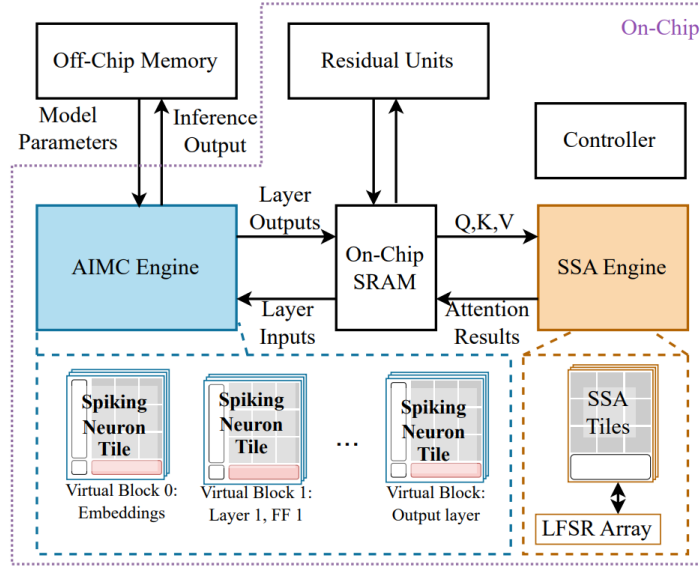 On-Chip
Off-Chip Memory
Residual Units
Model
Parameters
Inference
Output
Controller
Layer
Outputs
Q,K,V
AIMC Engine
On-Chip
SRAM
SSA Engine
Layer
Inputs
Attention
Results
Spiking
Neuron
Tile
Virtual Block 0:
Embeddings
Spiking
Neuron
Tile
Virtual Block 1:
Layer 1, FF 1
...
Spiking
Neuron
Tile
Virtual Block:
Output layer
SSA
Tiles
LFSR Array